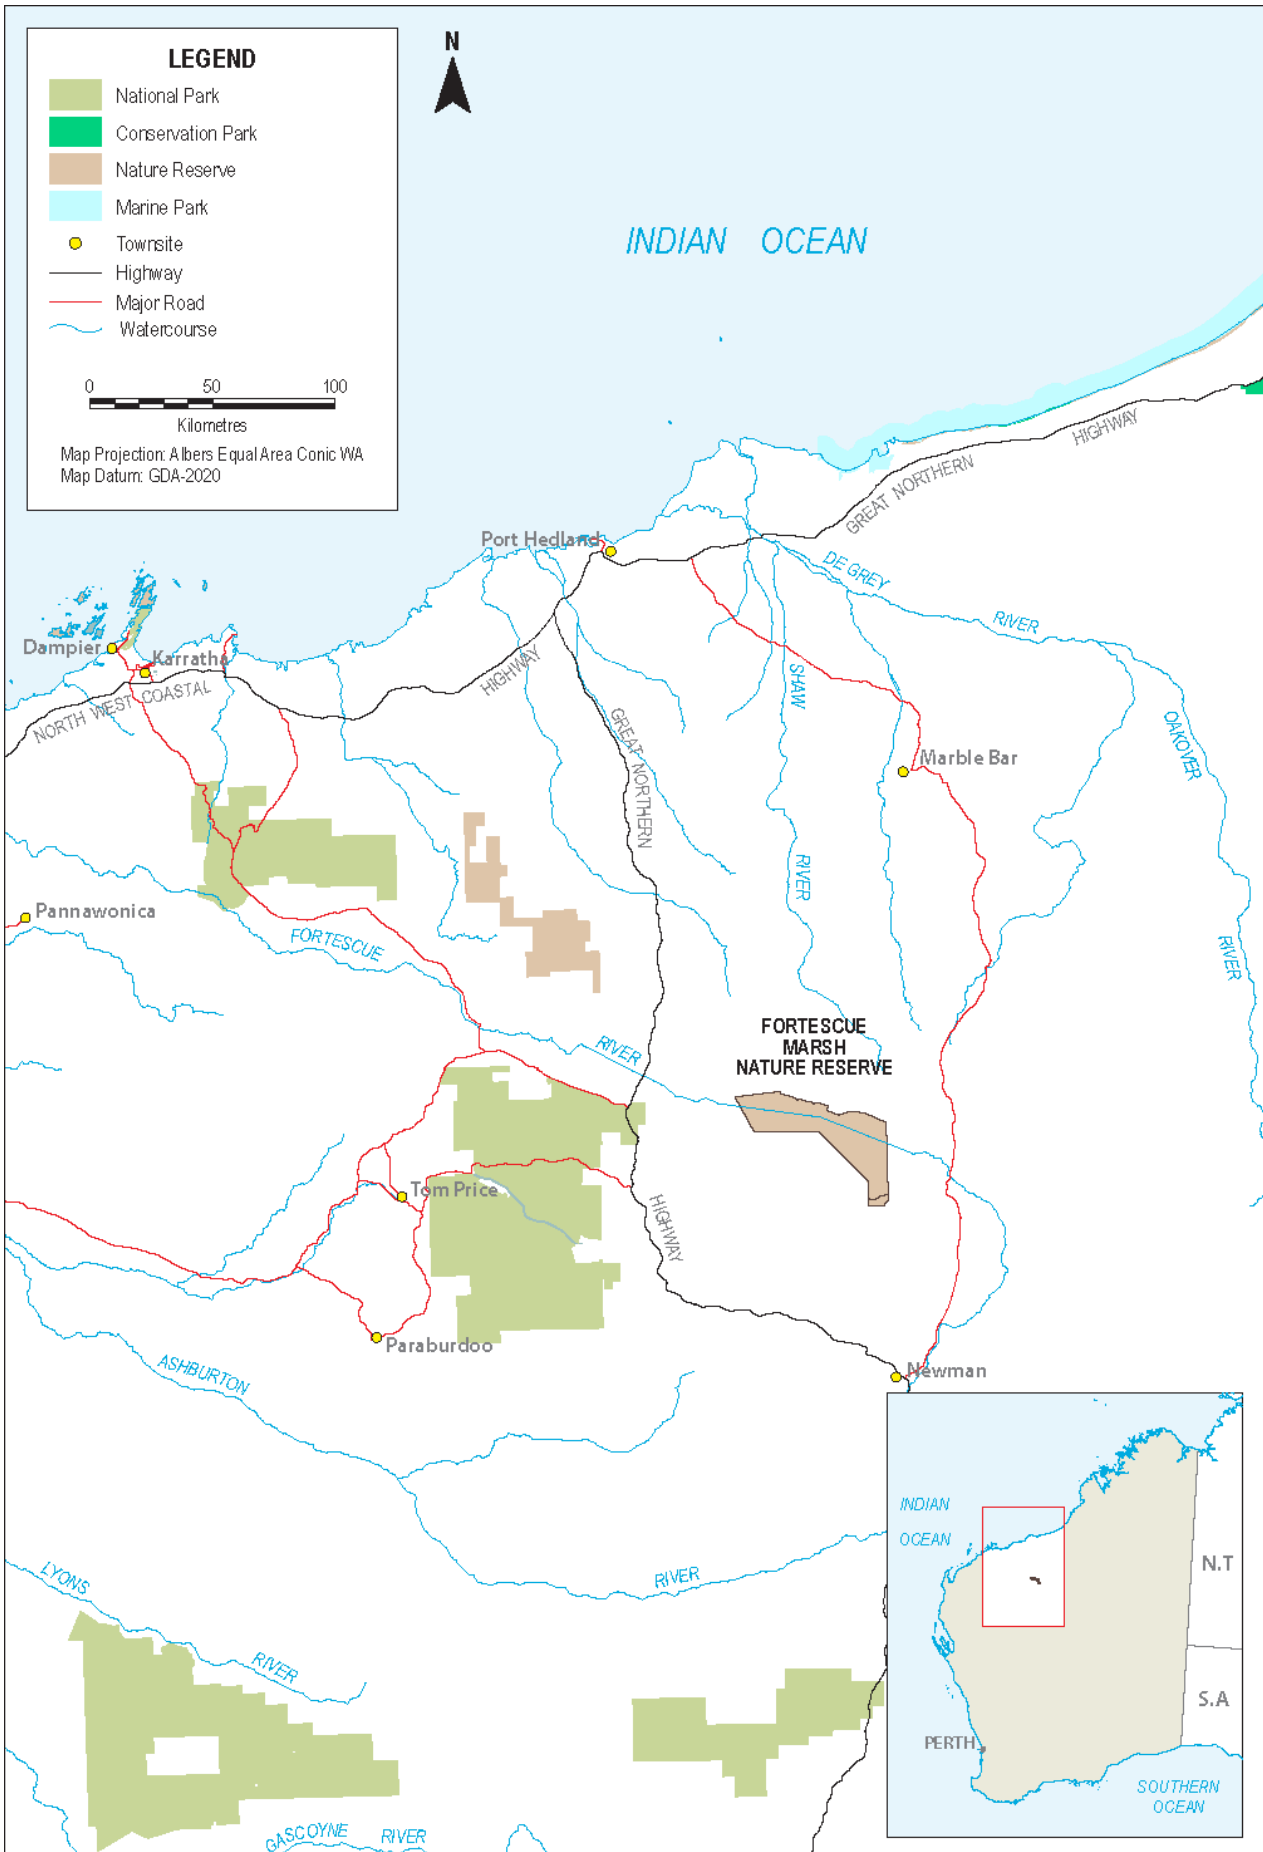 LEGEND
National Park
Conservation Park
Nature Reserve
Marine Park
Townsite
Highway
Major Road
Watercourse
0 50 100
Kilometres
Map Projection: Albers Equal Area Conic WA
Map Datum: GDA-2020
N
INDIAN OCEAN
GREAT NORTHERN
HIGHWAY
Port Hedland
DE GREY
RIVER
Dampier
Karratha
NORTH WEST COASTAL
HIGHWAY
GREAT NORTHERN
SHAW
RIVER
OAKOVER
RIVER
Marble Bar
Pannawonica
FORTESCUE
RIVER
FORTESCUE
MARSH
NATURE RESERVE
Tom Price
HIGHWAY
Paraburdoo
Newman
ASHBURTON
RIVER
LYONS
RIVER
GASCOYNE RIVER
INDIAN
OCEAN
N.T
S.A
PERTH
SOUTHERN
OCEAN